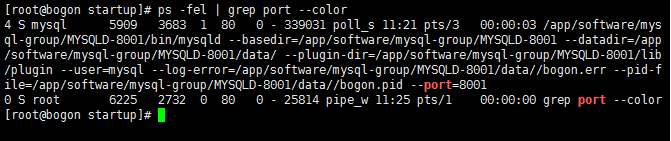 [root@bogon startup]# ps -fel | grep port --color
4 S mysql     5909  3683  1  80   0 - 339031 poll_s 11:21 pts/3   00:00:03 /app/software/mys
ql-group/MYSQLD-8001/bin/mysqld --basedir=/app/software/mysql-group/MYSQLD-8001 --datadir=/app
/software/mysql-group/MYSQLD-8001/data/ --plugin-dir=/app/software/mysql-group/MYSQLD-8001/lib
/plugin --user=mysql --log-error=/app/software/mysql-group/MYSQLD-8001/data//bogon.err --pid-f
ile=/app/software/mysql-group/MYSQLD-8001/data//bogon.pid --port=8001
0 S root      6225  2732  0  80   0 - 25814 pipe_w 11:25 pts/1    00:00:00 grep port --color
[root@bogon startup]#